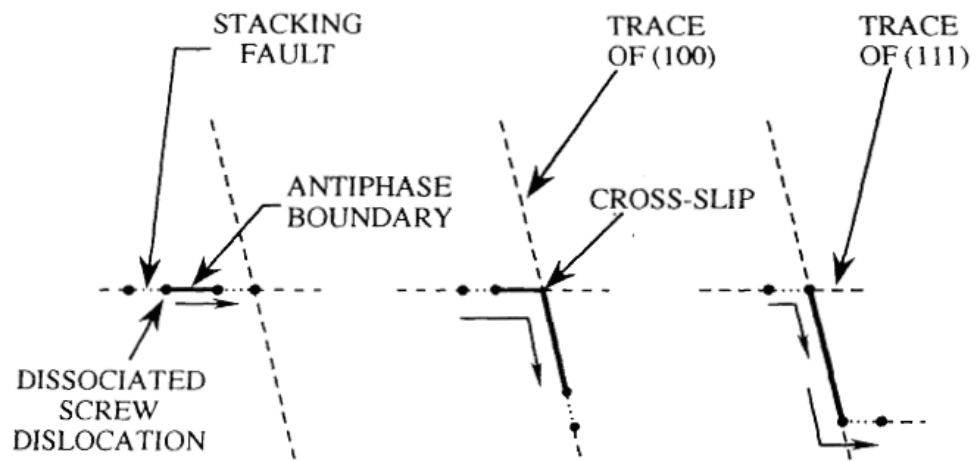 STACKING
FAULT
TRACE
OF (100)
TRACE
OF (111)
ANTIPHASE
BOUNDARY
CROSS-SLIP
DISSOCIATED
SCREW
DISLOCATION